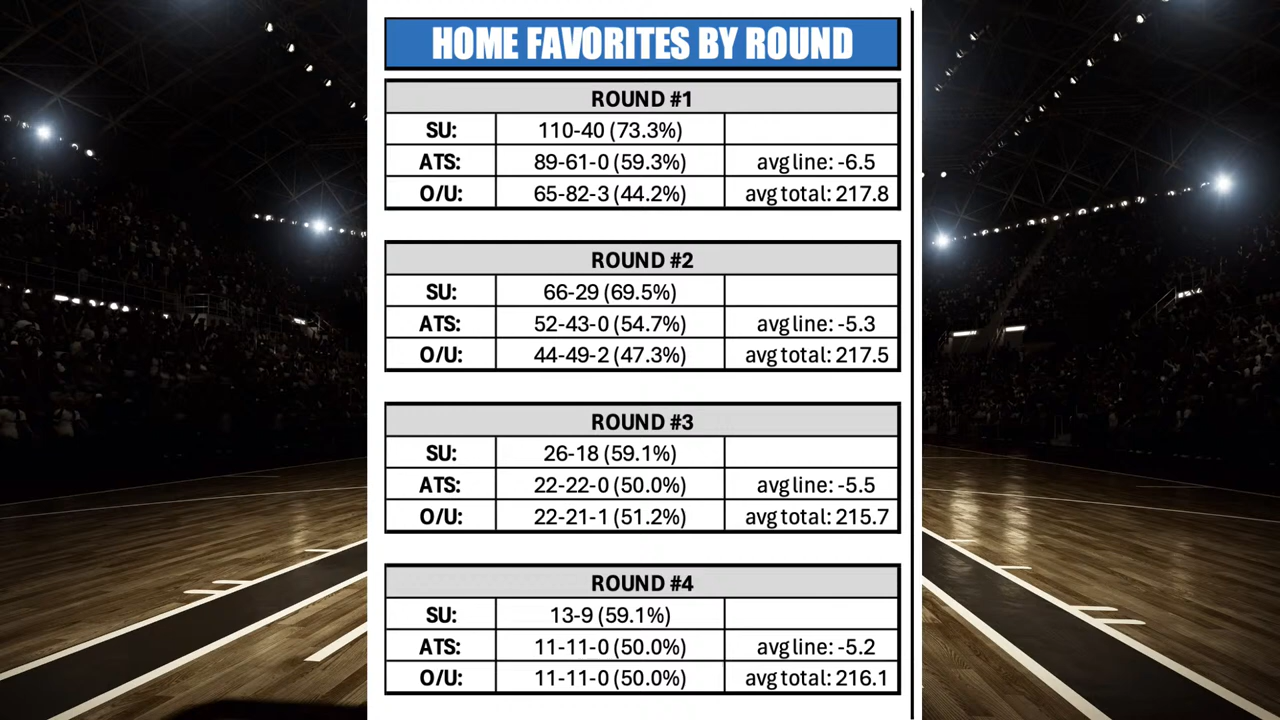 HOME FAVORITES BY ROUND
ROUND #1
SU: 110-40 (73.3%)
ATS: 89-61-0 (59.3%) avg line: -6.5
O/U: 65-82-3 (44.2%) avg total: 217.8
ROUND #2
SU: 66-29 (69.5%)
ATS: 52-43-0 (54.7%) avg line: -5.3
O/U: 44-49-2 (47.3%) avg total: 217.5
ROUND #3
SU: 26-18 (59.1%)
ATS: 22-22-0 (50.0%) avg line: -5.5
O/U: 22-21-1 (51.2%) avg total: 215.7
ROUND #4
SU: 13-9 (59.1%)
ATS: 11-11-0 (50.0%) avg line: -5.2
O/U: 11-11-0 (50.0%) avg total: 216.1